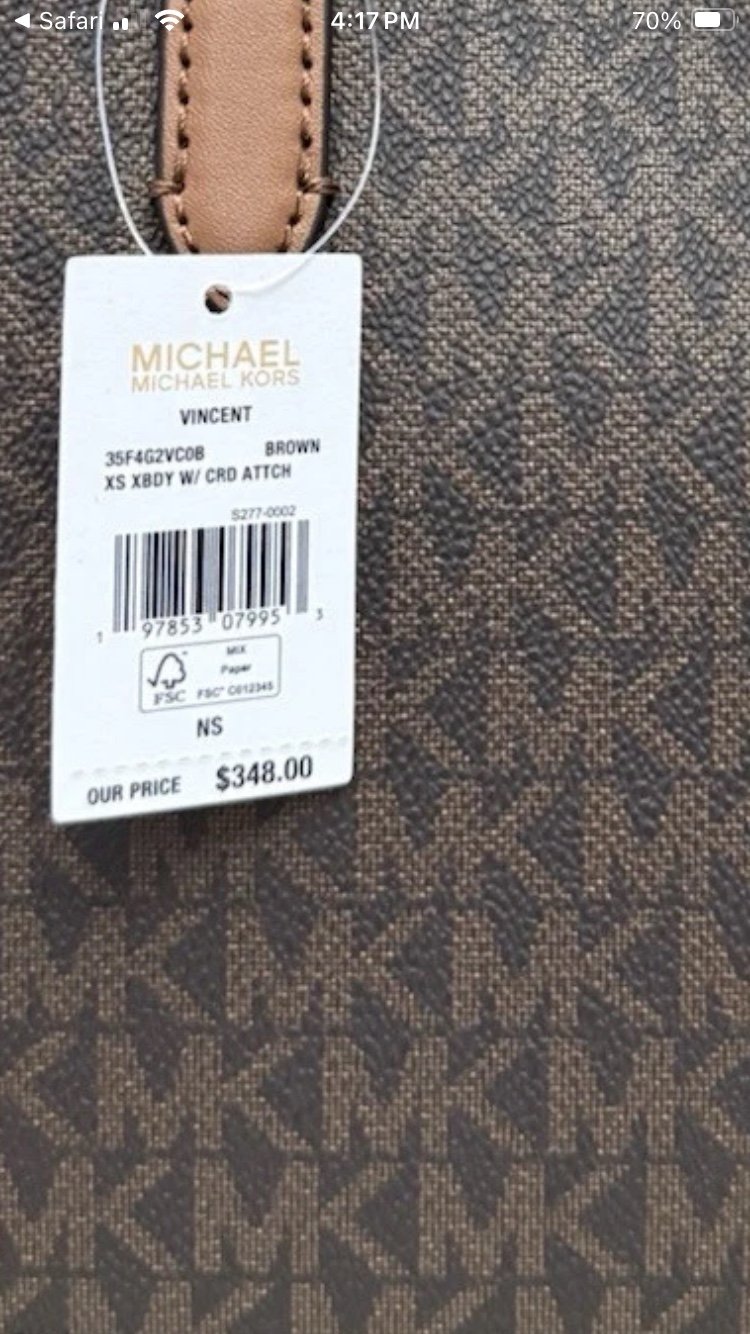 Safari
4:17 PM
70%
MICHAEL
MICHAEL KORS
VINCENT
35F4G2VC0B BROWN
XS XBDY W/ CRD ATTCH
S277-0002
1 97853 07995 3
MIX
Paper
FSC FSC® C012345
NS
OUR PRICE $348.00